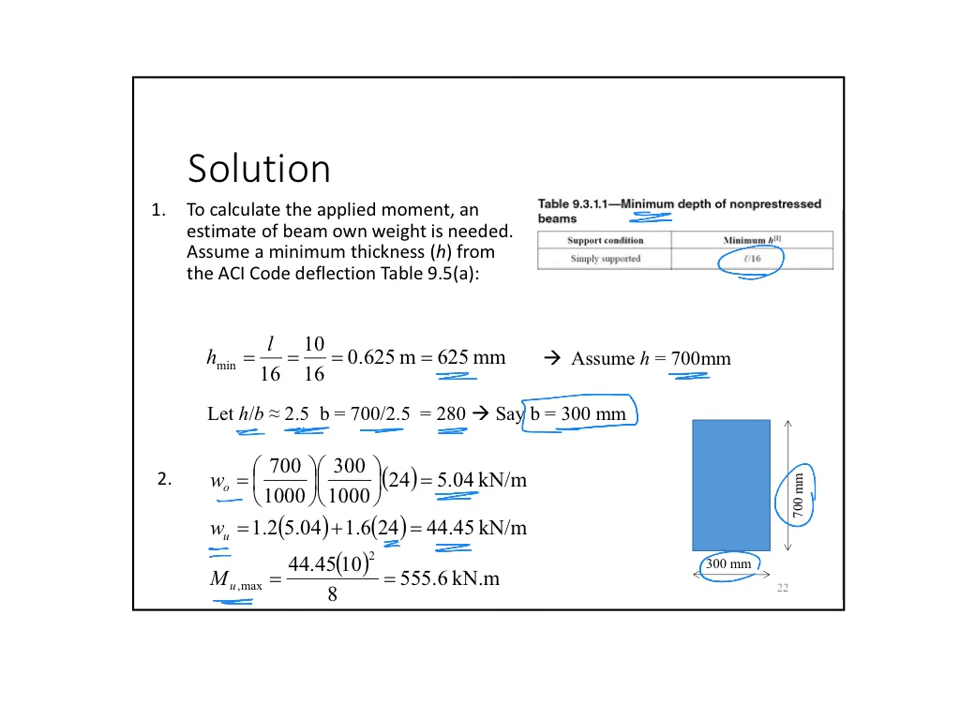 Solution
1. To calculate the applied moment, an
estimate of beam own weight is needed.
Assume a minimum thickness (h) from
the ACI Code deflection Table 9.5(a):
Table 9.3.1.1—Minimum depth of nonprestressed
beams
Support condition Minimum h[1]
Simply supported ℓ/16
h_min = l/16 = 10/16 = 0.625 m = 625 mm → Assume h = 700mm
Let h/b ≈ 2.5 b = 700/2.5 = 280 → Say b = 300 mm
2. w_o = (700/1000)(300/1000)(24) = 5.04 kN/m
w_u = 1.2(5.04) + 1.6(24) = 44.45 kN/m
M_u,max = 44.45(10)²/8 = 555.6 kN.m
700 mm
300 mm
22